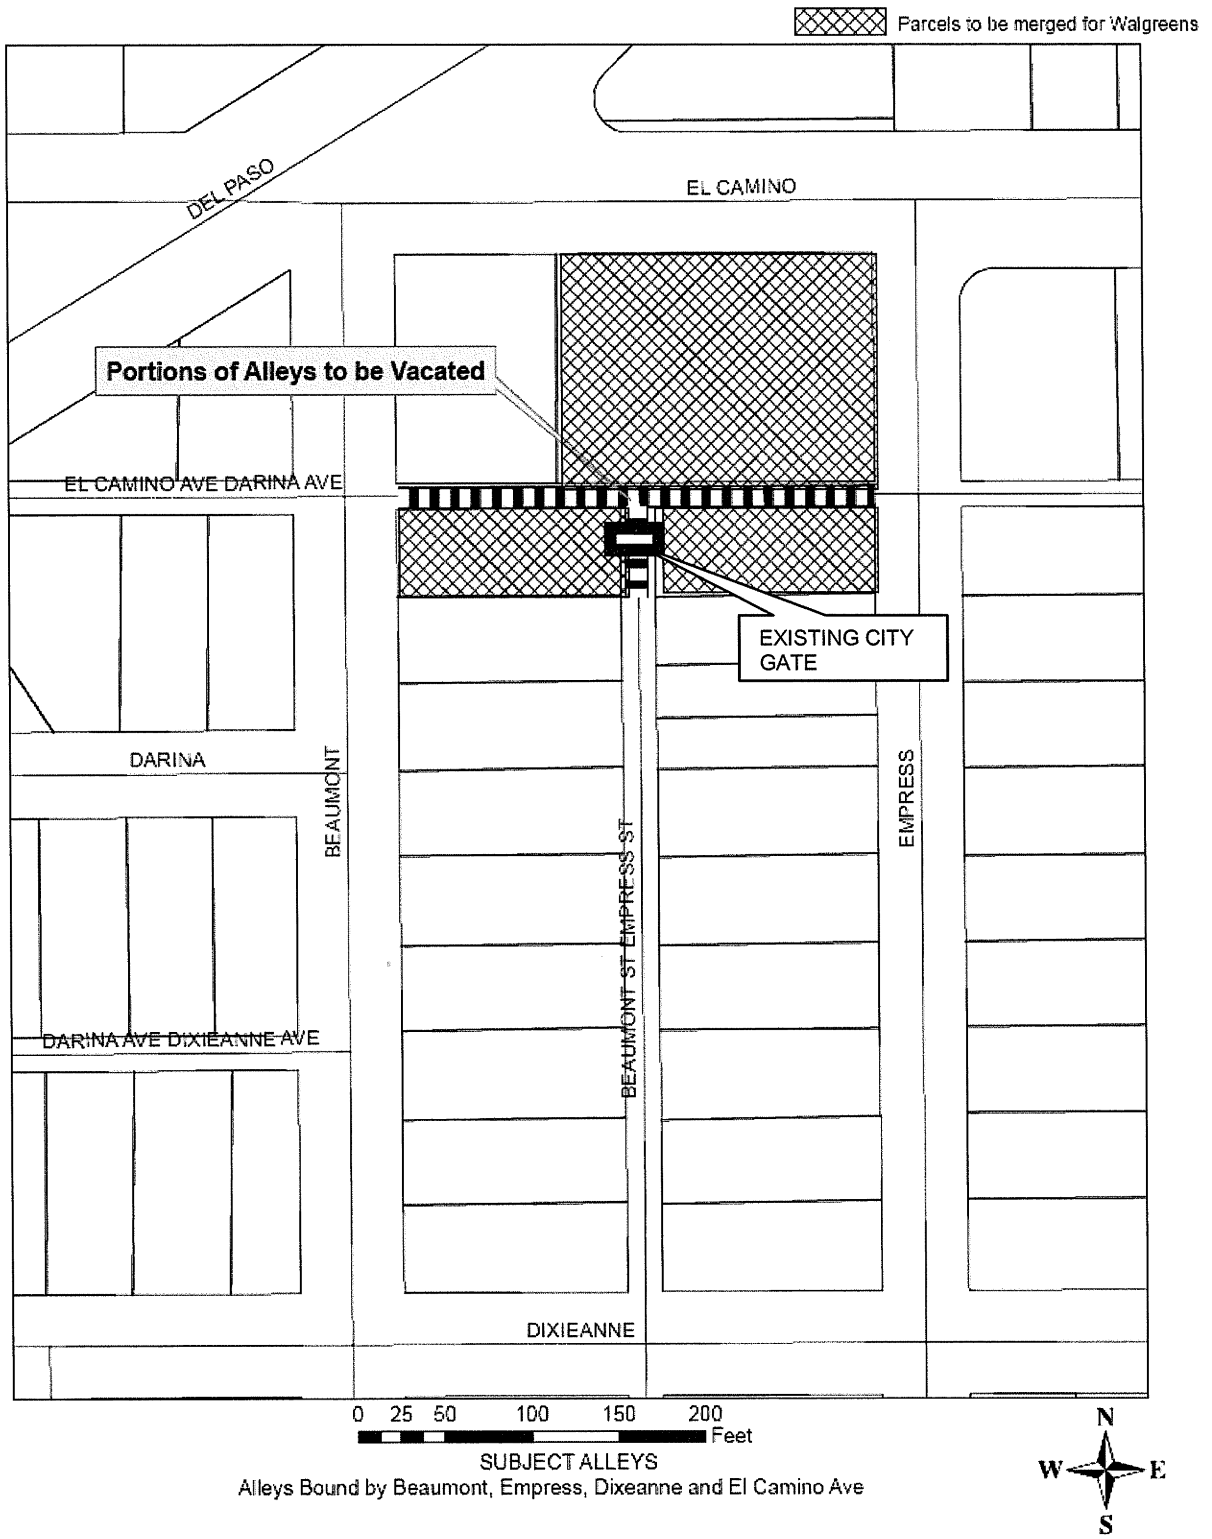 Parcels to be merged for Walgreens
DEL PASO
EL CAMINO
Portions of Alleys to be Vacated
EL CAMINO AVE DARINA AVE
EXISTING CITY
GATE
DARINA
BEAUMONT
EMPRESS
BEAUMONT ST EMPRESS ST
DARINA AVE DIXIEANNE AVE
DIXIEANNE
0 25 50 100 150 200
Feet
SUBJECT ALLEYS
Alleys Bound by Beaumont, Empress, Dixeanne and El Camino Ave
N
W E
S